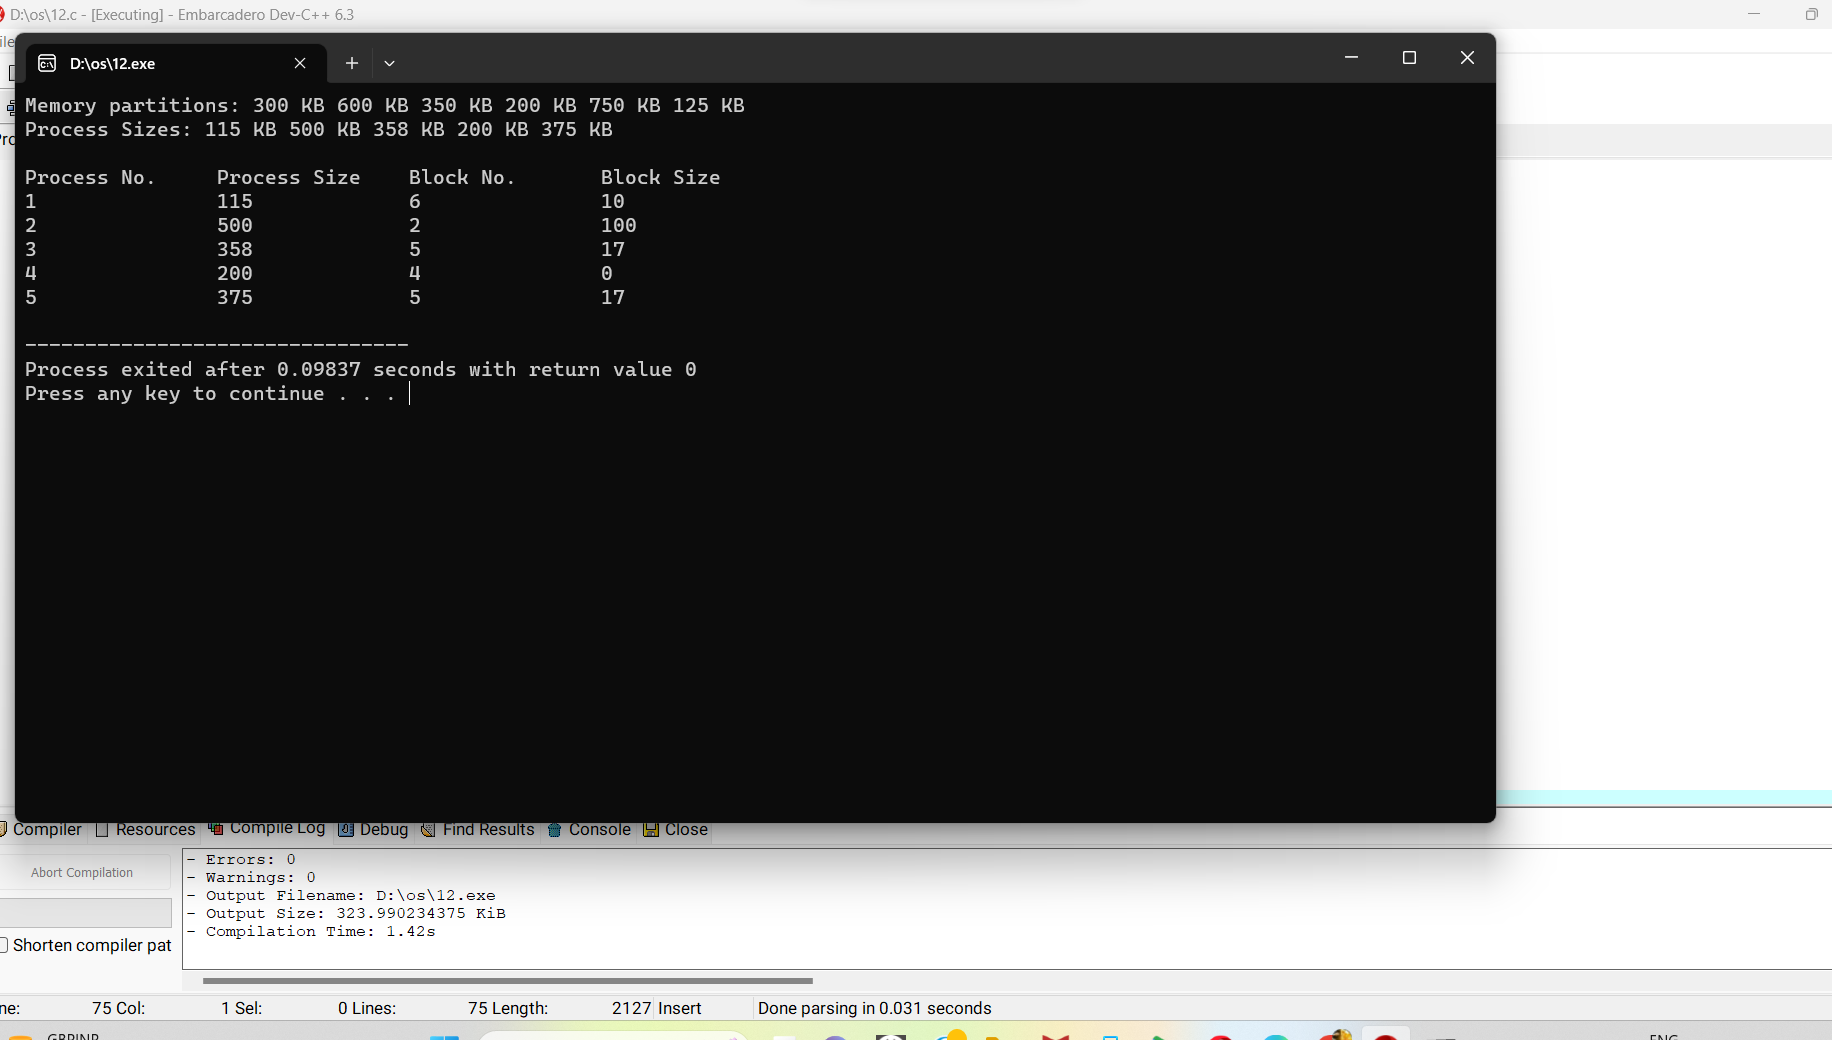 D:\os\12.c - [Executing] - Embarcadero Dev-C++ 6.3
D:\os\12.exe
Memory partitions: 300 KB 600 KB 350 KB 200 KB 750 KB 125 KB
Process Sizes: 115 KB 500 KB 358 KB 200 KB 375 KB
Process No. Process Size Block No. Block Size
1 115 6 10
2 500 2 100
3 358 5 17
4 200 4 0
5 375 5 17
--------------------------------
Process exited after 0.09837 seconds with return value 0
Press any key to continue . . .
Compiler Resources Compile Log Debug Find Results Console Close
Abort Compilation
- Errors: 0
- Warnings: 0
- Output Filename: D:\os\12.exe
- Output Size: 323.990234375 KiB
- Compilation Time: 1.42s
Shorten compiler pat
ne: 75 Col: 1 Sel: 0 Lines: 75 Length: 2127 Insert Done parsing in 0.031 seconds
GBPINR
ENG